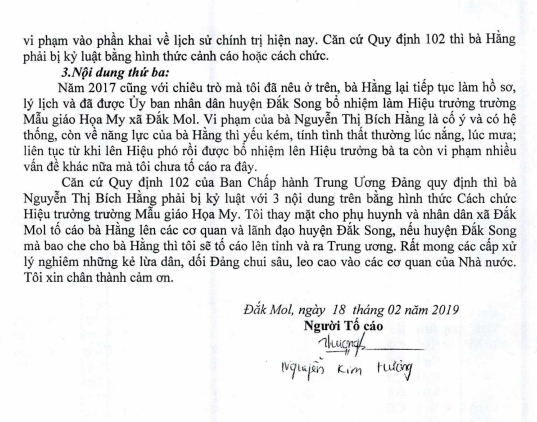 vi phạm vào phần khai về lịch sử chính trị hiện nay. Căn cứ Quy định 102 thì bà Hằng
phải bị kỷ luật bằng hình thức cảnh cáo hoặc cách chức.
3.Nội dung thứ ba:
Năm 2017 cũng với chiêu trò mà tôi đã nêu ở trên, bà Hằng lại tiếp tục làm hồ sơ,
lý lịch và đã được Ủy ban nhân dân huyện Đắk Song bổ nhiệm làm Hiệu trưởng trường
Mẫu giáo Họa My xã Đắk Mol. Vi phạm của bà Nguyễn Thị Bích Hằng là cố ý và có hệ
thống, còn về năng lực của bà Hằng thì yếu kém, tính tình thất thường lúc nắng, lúc mưa;
liên tục từ khi lên Hiệu phó rồi được bổ nhiệm lên Hiệu trưởng bà ta còn vi phạm nhiều
vấn đề khác nữa mà tôi chưa tố cáo ra đây.
Căn cứ Quy định 102 của Ban Chấp hành Trung Ương Đảng quy định thì bà
Nguyễn Thị Bích Hằng phải bị kỷ luật với 3 nội dung trên bằng hình thức Cách chức
Hiệu trưởng trường Mẫu giáo Họa My. Tôi thay mặt cho phụ huynh và nhân dân xã Đắk
Mol tố cáo bà Hằng lên các cơ quan và lãnh đạo huyện Đắk Song, nếu huyện Đắk Song
mà bao che cho bà Hằng thì tôi sẽ tố cáo lên tỉnh và ra Trung ương. Rất mong các cấp xử
lý nghiêm những kẻ lừa dân, dối Đảng chui sâu, leo cao vào các cơ quan của Nhà nước.
Tôi xin chân thành cảm ơn.
Đắk Mol, ngày 18 tháng 02 năm 2019
Người Tố cáo
Nguyễn Kim Hường